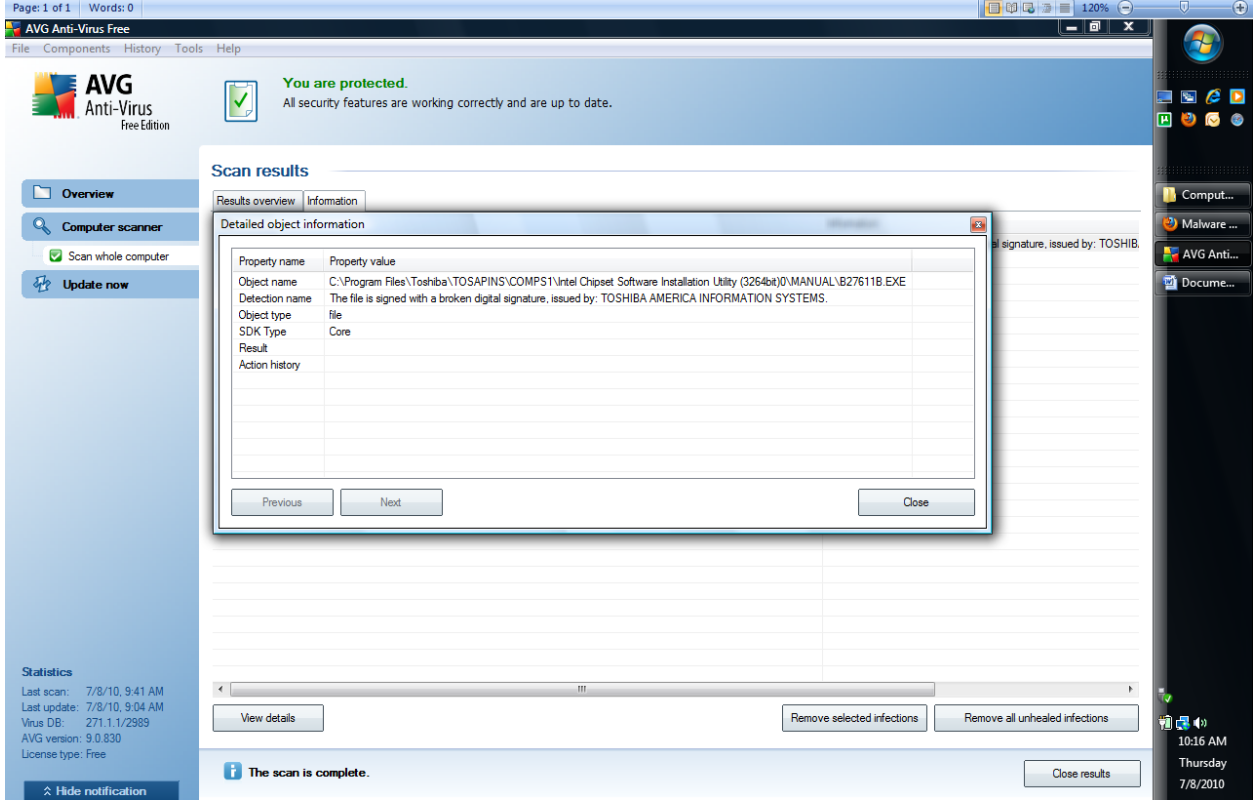 Page: 1 of 1 Words: 0
120%
AVG Anti-Virus Free
File Components History Tools Help
AVG
Anti-Virus
Free Edition
You are protected.
All security features are working correctly and are up to date.
Overview
Computer scanner
Scan whole computer
Update now
Scan results
Results overview Information
Detailed object information
Information
al signature, issued by: TOSHIB
Property name Property value
Object name C:\Program Files\Toshiba\TOSAPINS\COMPS1\Intel Chipset Software Installation Utility (3264bit)0\MANUAL\B27611B.EXE
Detection name The file is signed with a broken digital signature, issued by: TOSHIBA AMERICA INFORMATION SYSTEMS.
Object type file
SDK Type Core
Result
Action history
Previous Next Close
View details Remove selected infections Remove all unhealed infections
The scan is complete.
Close results
Statistics
Last scan: 7/8/10, 9:41 AM
Last update: 7/8/10, 9:04 AM
Virus DB: 271.1.1/2989
AVG version: 9.0.830
License type: Free
Hide notification
Comput...
Malware ...
AVG Anti...
Docume...
10:16 AM
Thursday
7/8/2010